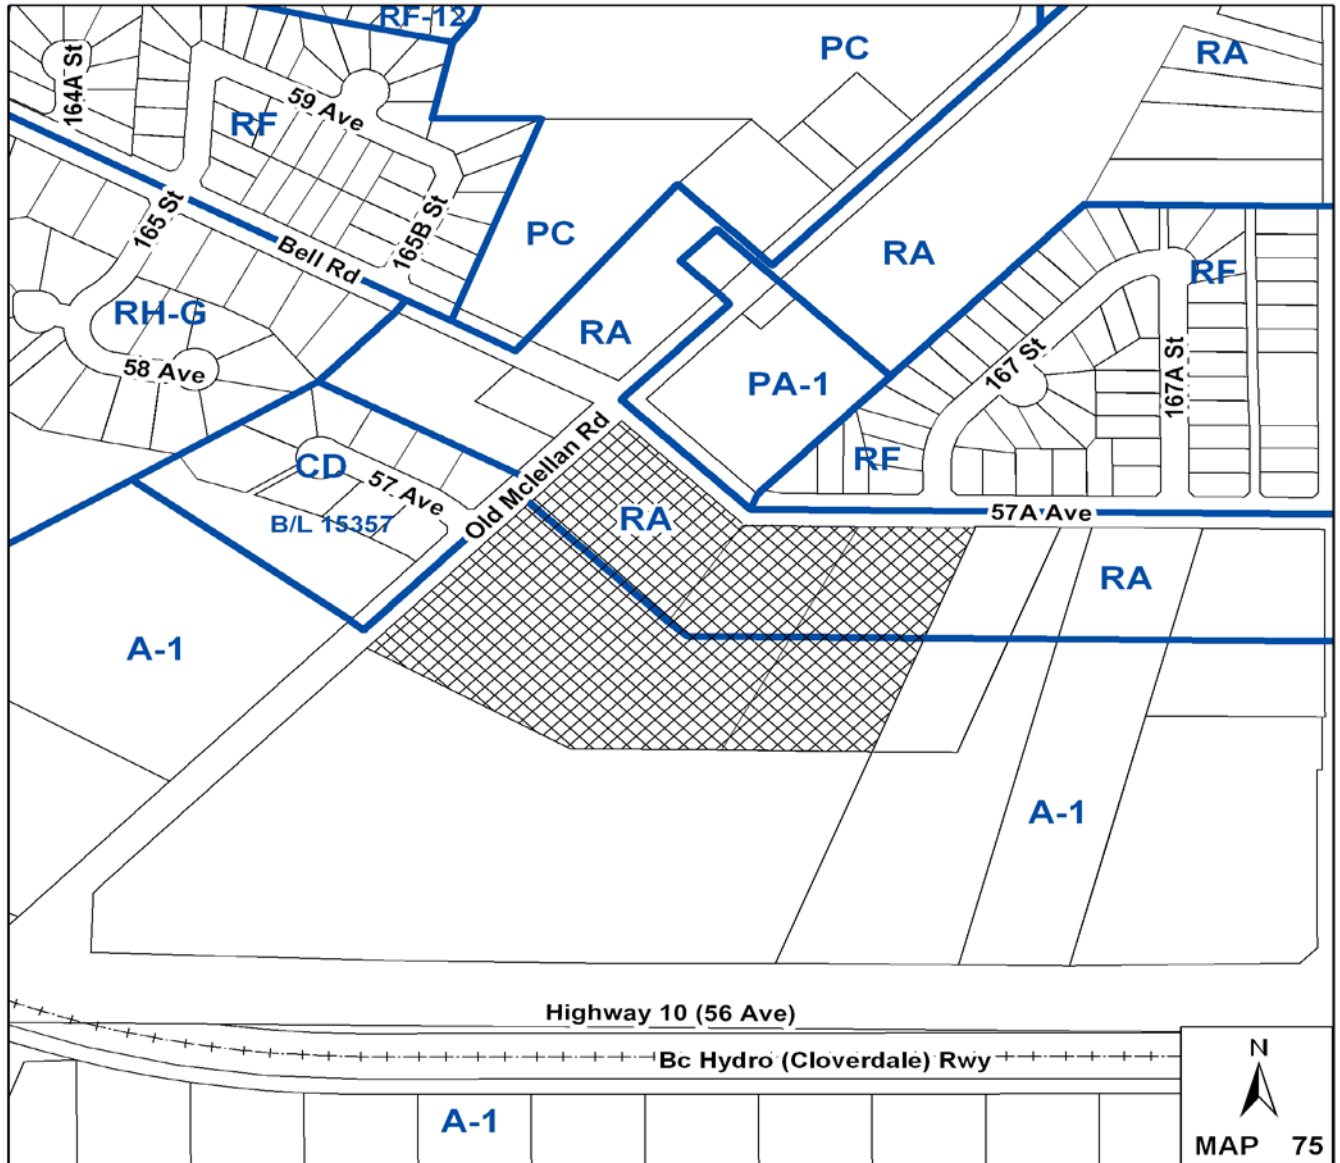 RF-12
PC
RA
164A St
59 Ave
RF
165 St
165B St
PC
RA
Bell Rd
RF
RH-G
RA
58 Ave
167 St
167A St
PA-1
Old Mclellan Rd
CD
57 Ave
RF
B/L 15357
RA
57A Ave
RA
A-1
A-1
Highway 10 (56 Ave)
Bc Hydro (Cloverdale) Rwy
N
A-1
MAP 75